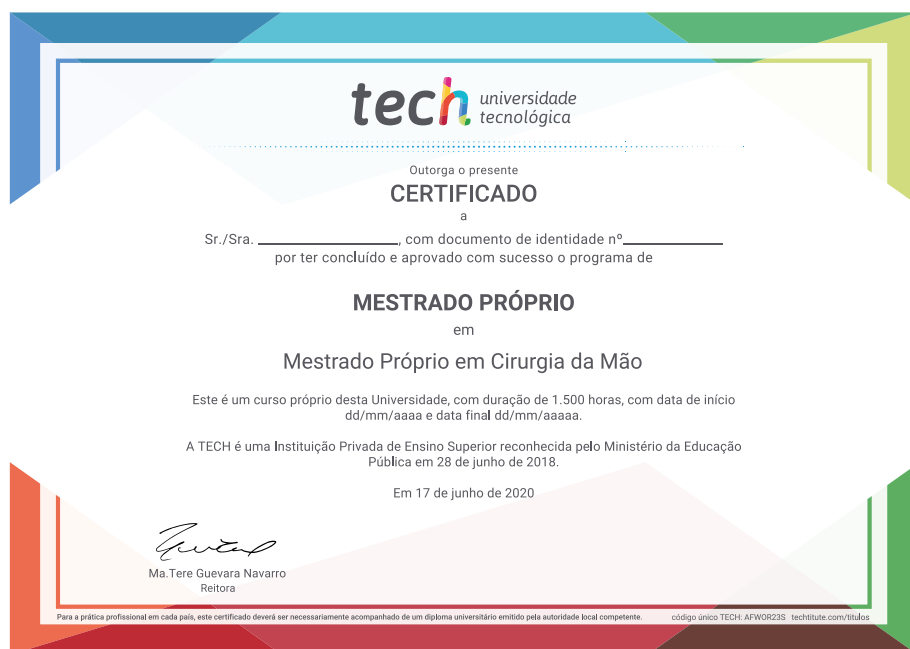 tech universidade
tecnológica
Outorga o presente
CERTIFICADO
a
Sr./Sra. ____________________, com documento de identidade nº______________
por ter concluído e aprovado com sucesso o programa de
MESTRADO PRÓPRIO
em
Mestrado Próprio em Cirurgia da Mão
Este é um curso próprio desta Universidade, com duração de 1.500 horas, com data de início
dd/mm/aaaa e data final dd/mm/aaaaa.
A TECH é uma Instituição Privada de Ensino Superior reconhecida pelo Ministério da Educação
Pública em 28 de junho de 2018.
Em 17 de junho de 2020
Ma.Tere Guevara Navarro
Reitora
Para a prática profissional em cada país, este certificado deverá ser necessariamente acompanhado de um diploma universitário emitido pela autoridade local competente. código único TECH: AFWOR23S techtitute.com/titulos